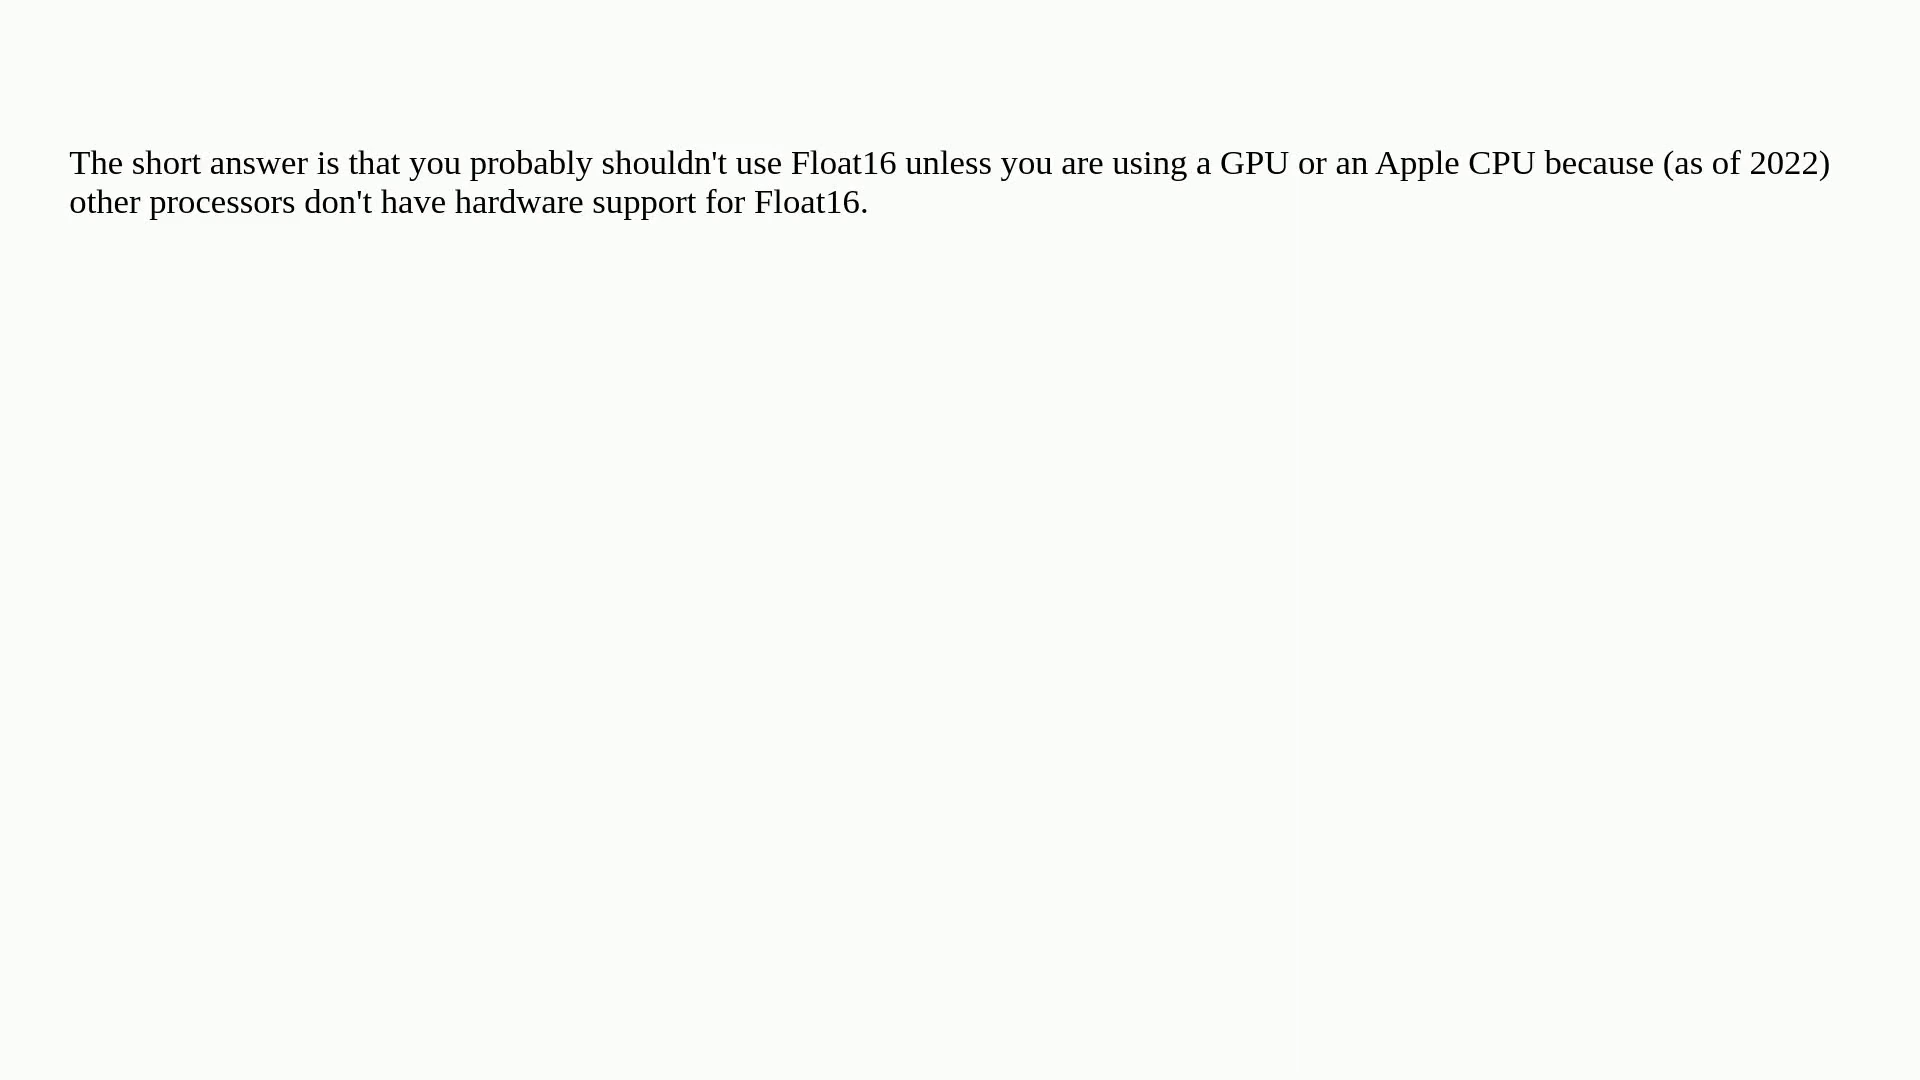 The short answer is that you probably shouldn't use Float16 unless you are using a GPU or an Apple CPU because (as of 2022)
other processors don't have hardware support for Float16.